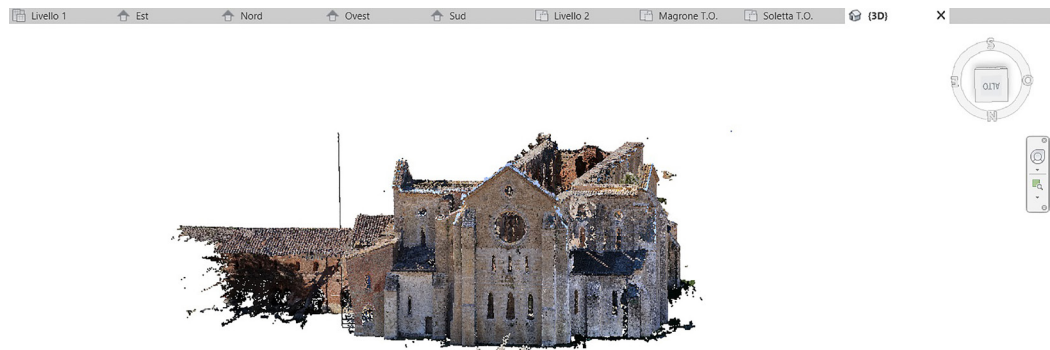 Livello 1 Est Nord Ovest Sud Livello 2 Magrone T.O. Soletta T.O. {3D}
S
O
ALTO
N